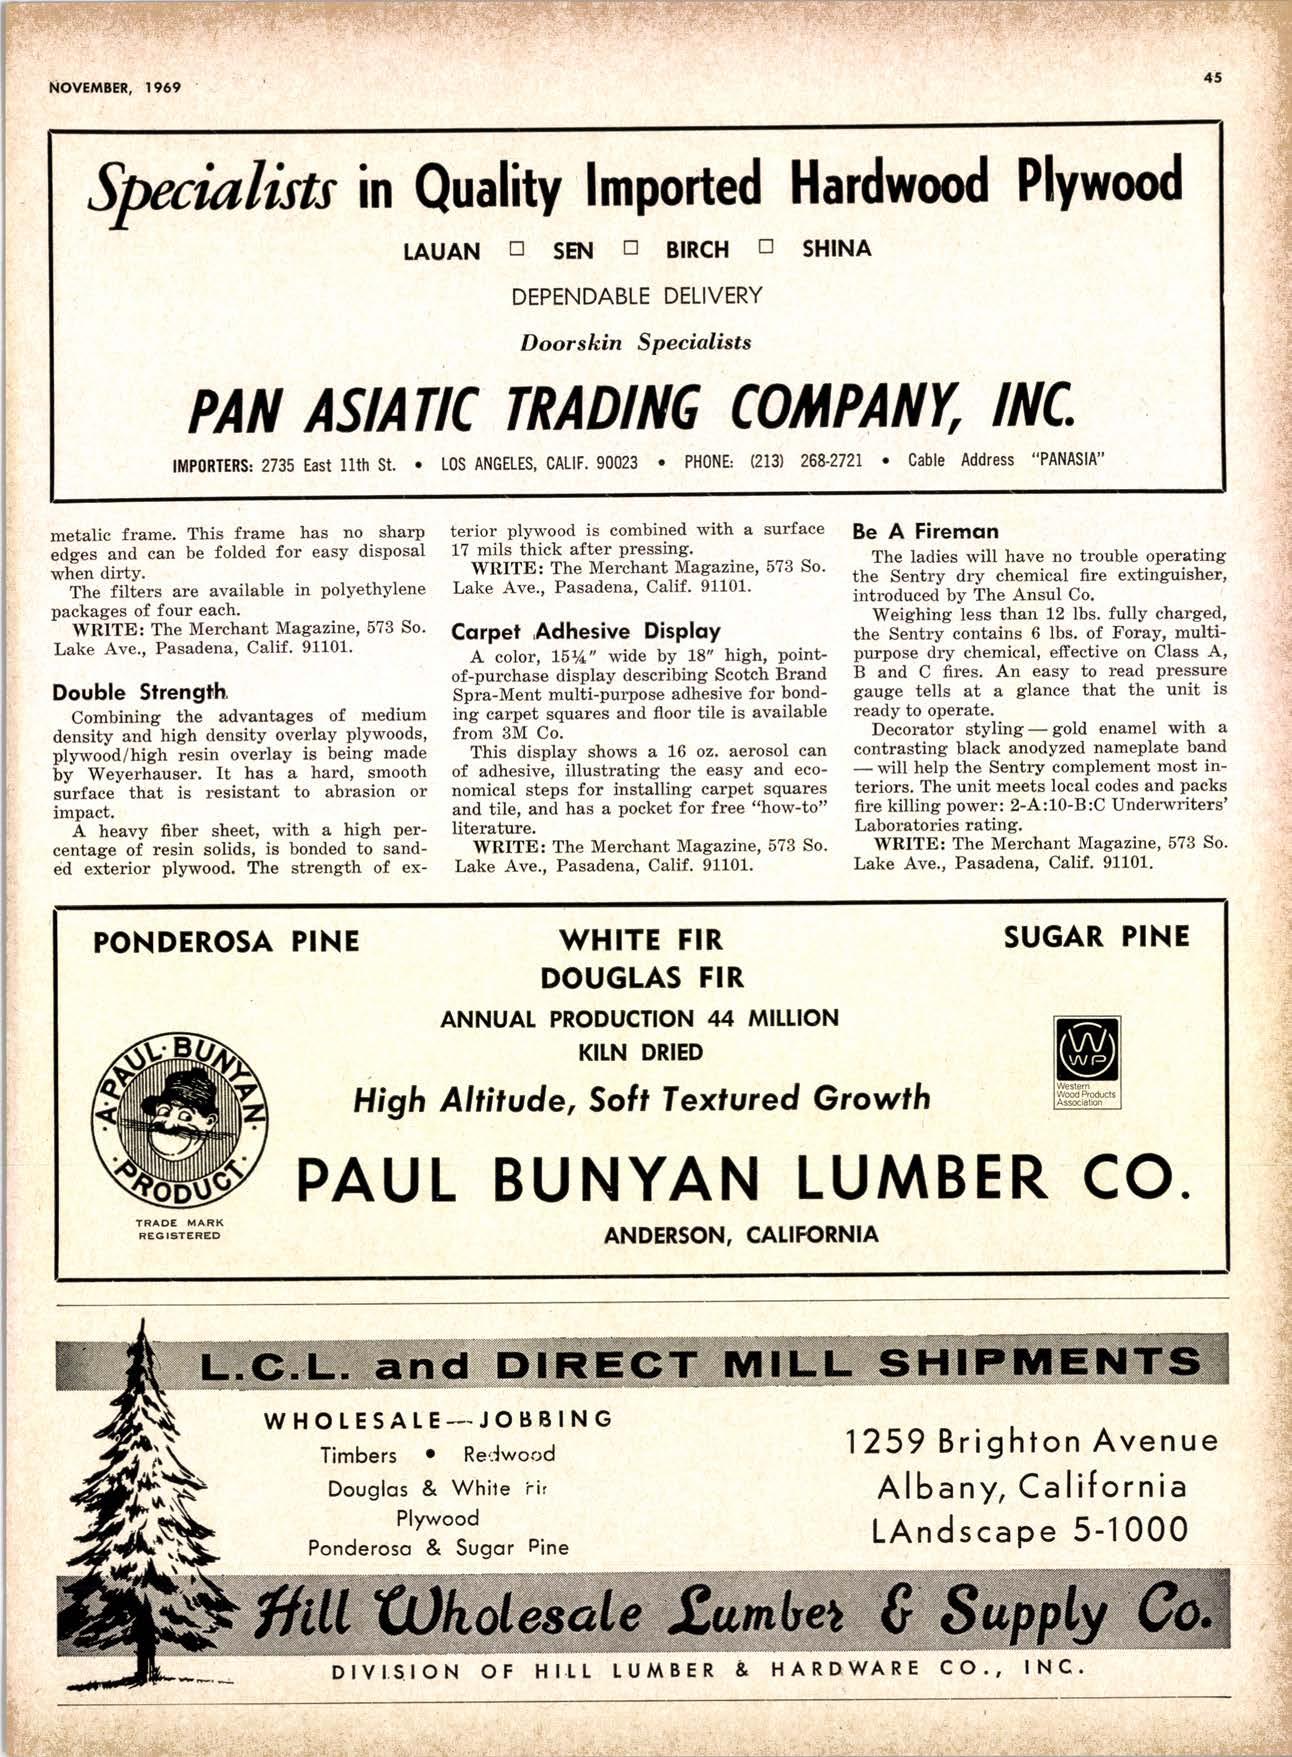 NOVEMBER, 1969
45
Specialists in Quality Imported Hardwood Plywood
LAUAN □ SEN □ BIRCH □ SHINA
DEPENDABLE DELIVERY
Doorskin Specialists
PAN ASIATIC TRADING COMPANY, INC.
IMPORTERS: 2735 East 11th St. • LOS ANGELES, CALIF. 90023 • PHONE: (213) 268-2721 • Cable Address "PANASIA"
metalic frame. This frame has no sharp
edges and can be folded for easy disposal
when dirty.
The filters are available in polyethylene
packages of four each.
WRITE: The Merchant Magazine, 573 So.
Lake Ave., Pasadena, Calif. 91101.
Double Strength
Combining the advantages of medium
density and high density overlay plywoods,
plywood/high resin overlay is being made
by Weyerhauser. It has a hard, smooth
surface that is resistant to abrasion or
impact.
A heavy fiber sheet, with a high per-
centage of resin solids, is bonded to sand-
ed exterior plywood. The strength of ex-
terior plywood is combined with a surface
17 mils thick after pressing.
WRITE: The Merchant Magazine, 573 So.
Lake Ave., Pasadena, Calif. 91101.
Carpet Adhesive Display
A color, 15¼" wide by 18" high, point-
of-purchase display describing Scotch Brand
Spra-Ment multi-purpose adhesive for bond-
ing carpet squares and floor tile is available
from 3M Co.
This display shows a 16 oz. aerosol can
of adhesive, illustrating the easy and eco-
nomical steps for installing carpet squares
and tile, and has a pocket for free "how-to"
literature.
WRITE: The Merchant Magazine, 573 So.
Lake Ave., Pasadena, Calif. 91101.
Be A Fireman
The ladies will have no trouble operating
the Sentry dry chemical fire extinguisher,
introduced by The Ansul Co.
Weighing less than 12 lbs. fully charged,
the Sentry contains 6 lbs. of Foray, multi-
purpose dry chemical, effective on Class A,
B and C fires. An easy to read pressure
gauge tells at a glance that the unit is
ready to operate.
Decorator styling — gold enamel with a
contrasting black anodyzed nameplate band
— will help the Sentry complement most in-
teriors. The unit meets local codes and packs
fire killing power: 2-A:10-B:C Underwriters'
Laboratories rating.
WRITE: The Merchant Magazine, 573 So.
Lake Ave., Pasadena, Calif. 91101.
PONDEROSA PINE
WHITE FIR
SUGAR PINE
DOUGLAS FIR
ANNUAL PRODUCTION 44 MILLION
KILN DRIED
High Altitude, Soft Textured Growth
A · PAUL · BUNYAN · PRODUCT ·
TRADE MARK
REGISTERED
WWP
Western
Wood Products
Association
PAUL BUNYAN LUMBER CO.
ANDERSON, CALIFORNIA
L.C.L. and DIRECT MILL SHIPMENTS
WHOLESALE—JOBBING
Timbers • Redwood
Douglas & White Fir
Plywood
Ponderosa & Sugar Pine
1259 Brighton Avenue
Albany, California
LAndscape 5-1000
Hill Wholesale Lumber & Supply Co.
DIVISION OF HILL LUMBER & HARDWARE CO., INC.